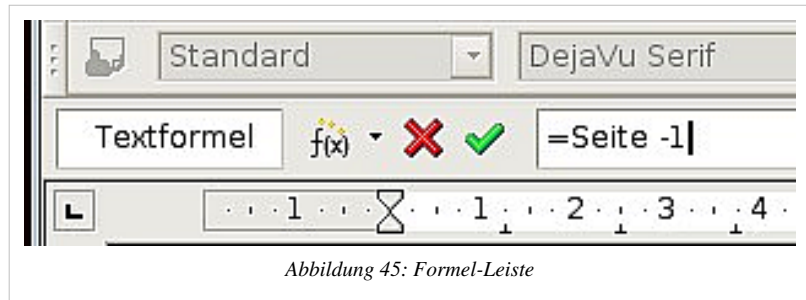 Standard DejaVu Serif
Textformel f(x) =Seite -1
1 1 2 3 4
Abbildung 45: Formel-Leiste